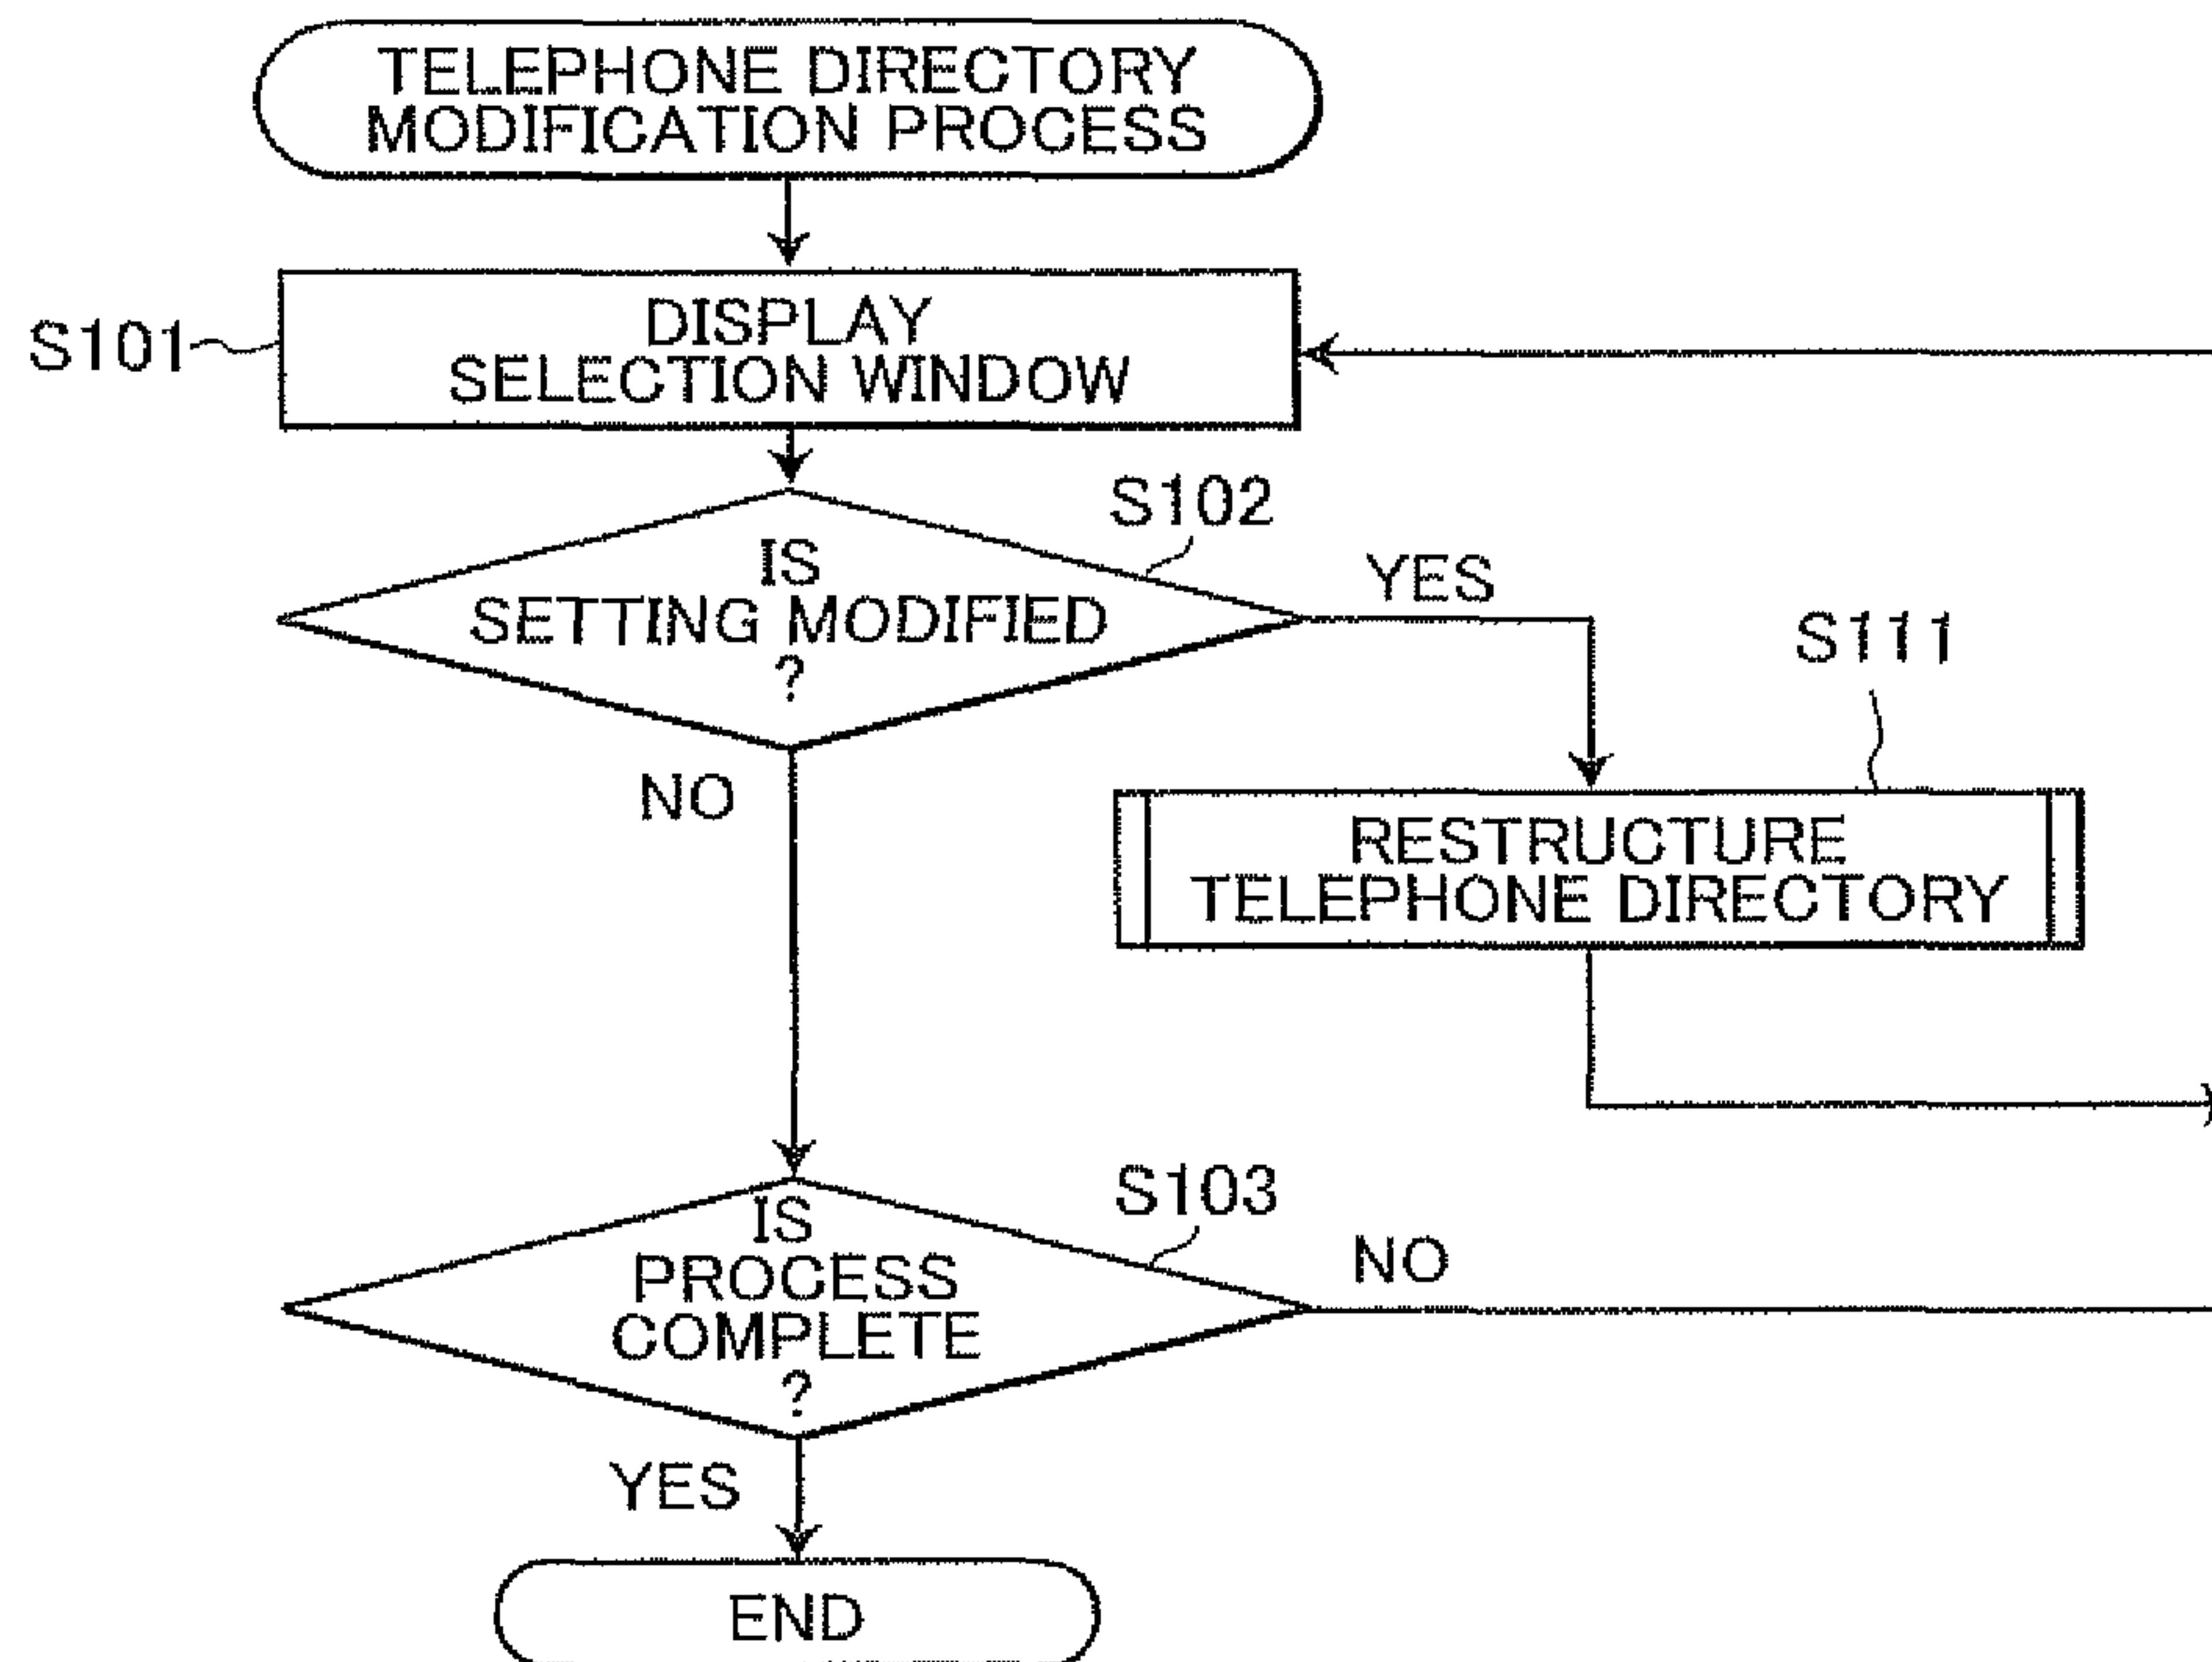 TELEPHONE DIRECTORY
MODIFICATION PROCESS
S101
DISPLAY
SELECTION WINDOW
S102
IS
SETTING MODIFIED
?
YES
NO
S111
RESTRUCTURE
TELEPHONE DIRECTORY
S103
IS
PROCESS
COMPLETE
?
NO
YES
END